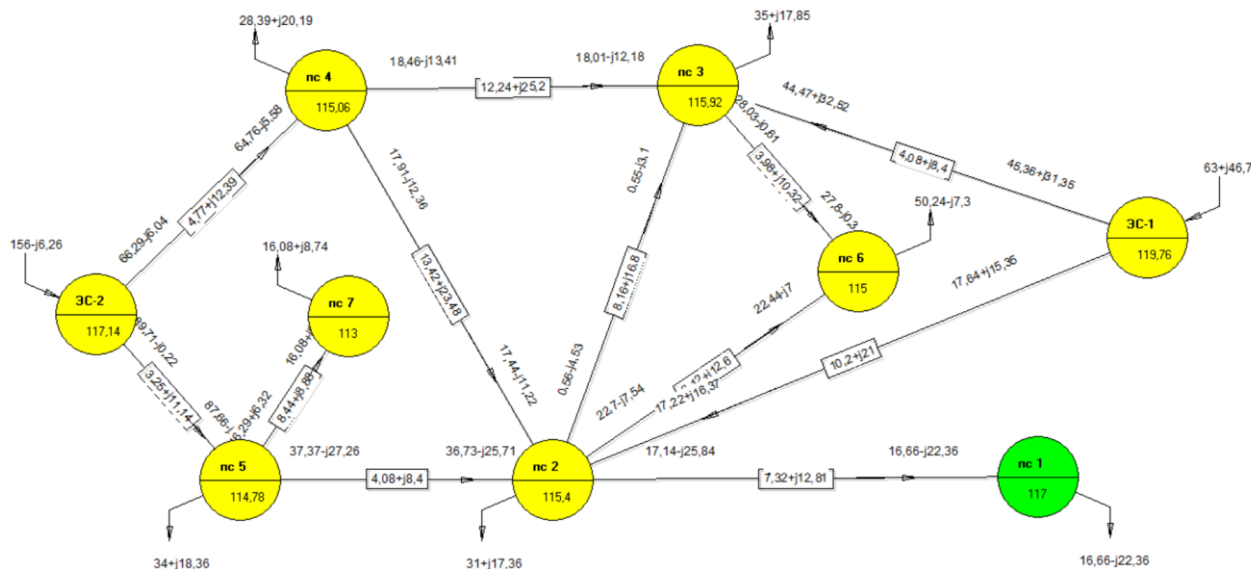 28,39+j20,19
35+j17,85
пс 4
115,06
18,46-j13,41
12,24+j25,2
18,01-j12,18
пс 3
115,92
44,47+j32,52
4,08+j8,4
45,36+j31,35
63+j46,7
ЭС-1
119,76
64,76-j5,58
4,77+j12,39
66,29-j6,04
17,91-j12,36
13,42+j23,48
17,44-j11,22
0,55-j3,1
8,16+j16,8
0,56-j4,53
28,03-j0,61
3,98+j10,32
27,8-j0,3
50,24-j7,3
пс 6
115
22,44-j7
22,7-j7,54
17,64+j15,35
10,2+j21
17,22+j16,37
156-j6,26
ЭС-2
117,14
89,71-j0,22
3,25+j11,14
16,08+j8,74
пс 7
113
8,44+j8,88
пс 5
114,78
37,37-j27,26
4,08+j8,4
36,73-j25,71
пс 2
115,4
17,14-j25,84
7,32+j12,81
16,66-j22,36
пс 1
117
34+j18,36
31+j17,36
16,66-j22,36